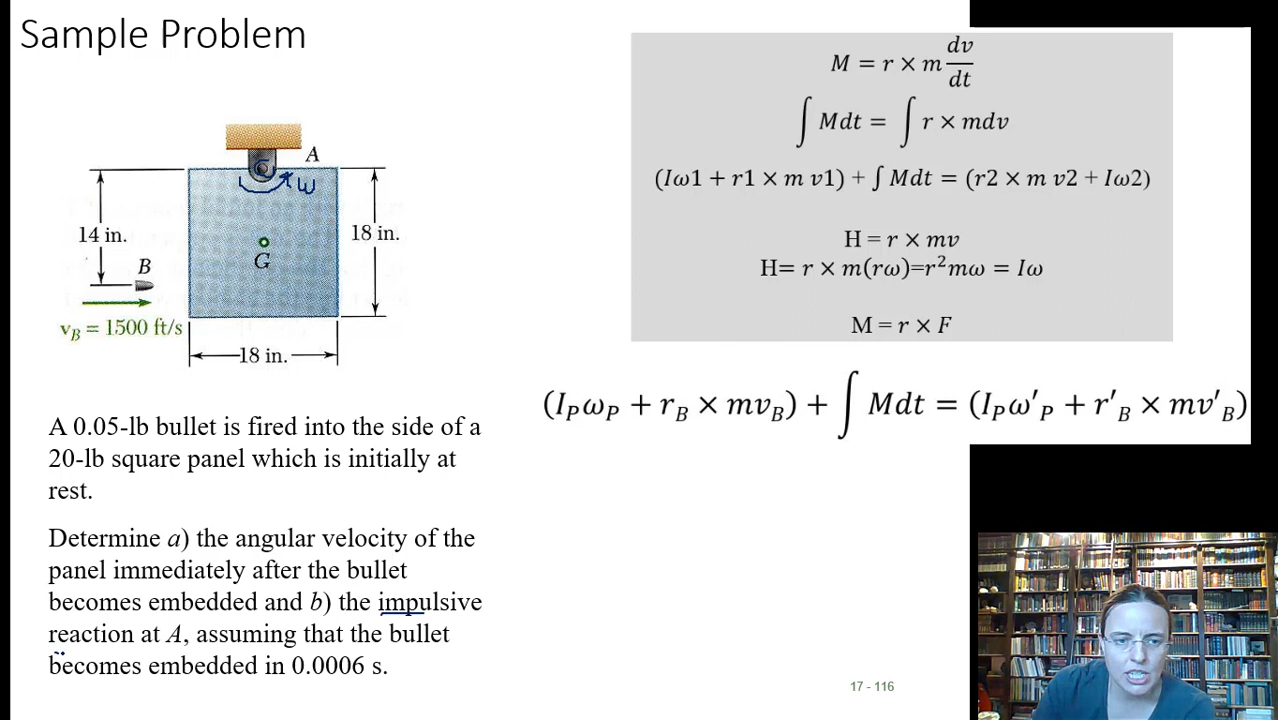 Sample Problem
A
ω
14 in.
18 in.
B
G
v_B = 1500 ft/s
18 in.
A 0.05-lb bullet is fired into the side of a
20-lb square panel which is initially at
rest.
Determine a) the angular velocity of the
panel immediately after the bullet
becomes embedded and b) the impulsive
reaction at A, assuming that the bullet
becomes embedded in 0.0006 s.
M = r × m dv/dt
∫ Mdt = ∫ r × mdv
(Iω1 + r1 × m v1) + ∫ Mdt = (r2 × m v2 + Iω2)
H = r × mv
H= r × m(rω)=r²mω = Iω
M = r × F
(I_Pω_P + r_B × mv_B) + ∫ Mdt = (I_Pω'_P + r'_B × mv'_B)
17 - 116